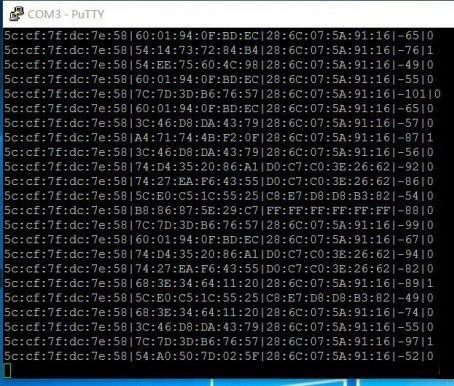 COM3 - PuTTY
5c:cf:7f:dc:7e:58|60:01:94:0F:BD:EC|28:6C:07:5A:91:16|-65|0
5c:cf:7f:dc:7e:58|54:14:73:72:84:B4|28:6C:07:5A:91:16|-76|1
5c:cf:7f:dc:7e:58|54:EE:75:60:4C:98|28:6C:07:5A:91:16|-49|0
5c:cf:7f:dc:7e:58|60:01:94:0F:BD:EC|28:6C:07:5A:91:16|-55|0
5c:cf:7f:dc:7e:58|7C:7D:3D:B6:76:57|28:6C:07:5A:91:16|-101|0
5c:cf:7f:dc:7e:58|60:01:94:0F:BD:EC|28:6C:07:5A:91:16|-65|0
5c:cf:7f:dc:7e:58|3C:46:D8:DA:43:79|28:6C:07:5A:91:16|-57|0
5c:cf:7f:dc:7e:58|A4:71:74:4B:F2:0F|28:6C:07:5A:91:16|-87|1
5c:cf:7f:dc:7e:58|3C:46:D8:DA:43:79|28:6C:07:5A:91:16|-56|0
5c:cf:7f:dc:7e:58|74:D4:35:20:86:A1|D0:C7:C0:3E:26:62|-92|0
5c:cf:7f:dc:7e:58|74:27:EA:F6:43:55|D0:C7:C0:3E:26:62|-86|0
5c:cf:7f:dc:7e:58|5C:E0:C5:1C:55:25|C8:E7:D8:D8:B3:82|-54|0
5c:cf:7f:dc:7e:58|B8:86:87:5E:29:C7|FF:FF:FF:FF:FF:FF|-88|0
5c:cf:7f:dc:7e:58|7C:7D:3D:B6:76:57|28:6C:07:5A:91:16|-99|0
5c:cf:7f:dc:7e:58|60:01:94:0F:BD:EC|28:6C:07:5A:91:16|-67|0
5c:cf:7f:dc:7e:58|74:D4:35:20:86:A1|D0:C7:C0:3E:26:62|-94|0
5c:cf:7f:dc:7e:58|74:27:EA:F6:43:55|D0:C7:C0:3E:26:62|-82|0
5c:cf:7f:dc:7e:58|68:3E:34:64:11:20|28:6C:07:5A:91:16|-89|1
5c:cf:7f:dc:7e:58|5C:E0:C5:1C:55:25|C8:E7:D8:D8:B3:82|-49|0
5c:cf:7f:dc:7e:58|68:3E:34:64:11:20|28:6C:07:5A:91:16|-74|0
5c:cf:7f:dc:7e:58|3C:46:D8:DA:43:79|28:6C:07:5A:91:16|-55|0
5c:cf:7f:dc:7e:58|7C:7D:3D:B6:76:57|28:6C:07:5A:91:16|-97|1
5c:cf:7f:dc:7e:58|54:A0:50:7D:02:5F|28:6C:07:5A:91:16|-52|0